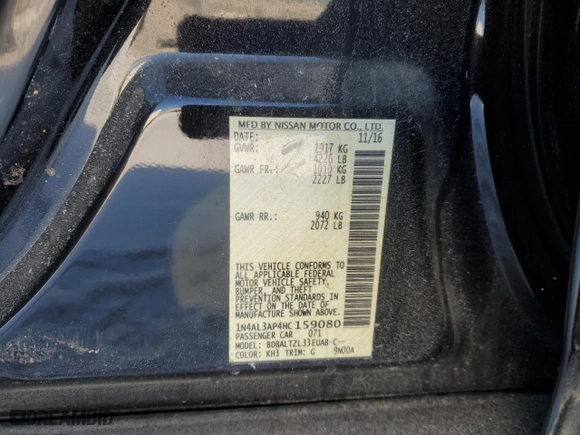 MFD BY NISSAN MOTOR CO., LTD.
DATE: 11/16
GVWR: 1917 KG
4226 LB
GAWR FR.: 1010 KG
2227 LB
GAWR RR.: 940 KG
2072 LB
THIS VEHICLE CONFORMS TO
ALL APPLICABLE FEDERAL
MOTOR VEHICLE SAFETY,
BUMPER, AND THEFT
PREVENTION STANDARDS IN
EFFECT ON THE DATE OF
MANUFACTURE SHOWN ABOVE.
1N4AL3AP4HC159080
PASSENGER CAR 071
MODEL: BDBALTZL33EUAB-C--
COLOR: KH3 TRIM: G 9N00A
DREAMBID